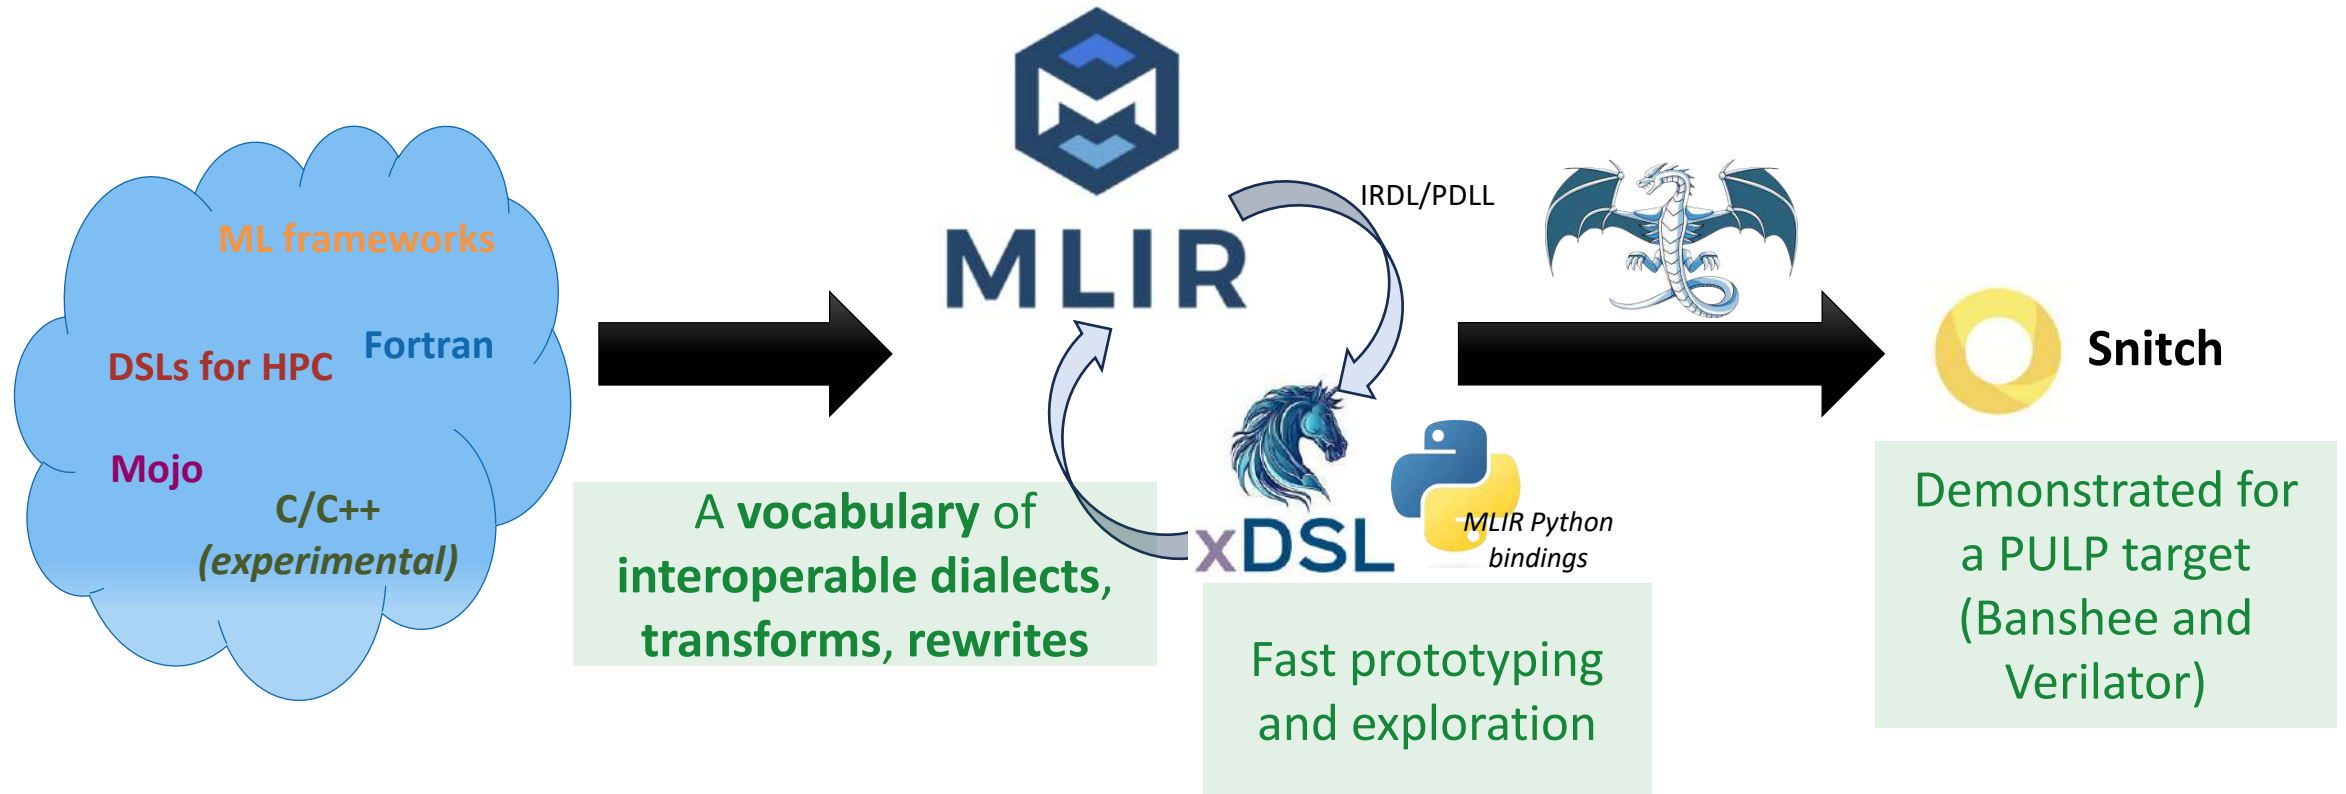 ML frameworks
DSLs for HPC
Fortran
Mojo
C/C++
(experimental)
MLIR
A vocabulary of
interoperable dialects,
transforms, rewrites
IRDL/PDLL
xDSL
MLIR Python
bindings
Fast prototyping
and exploration
Snitch
Demonstrated for
a PULP target
(Banshee and
Verilator)